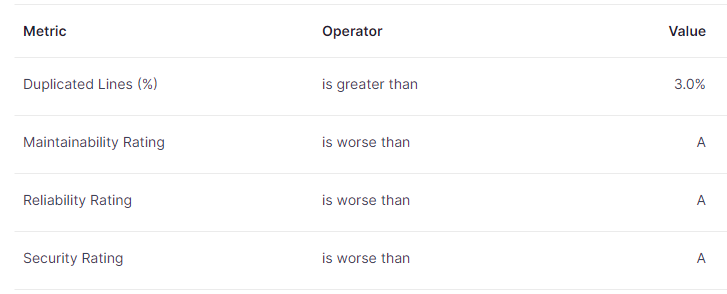 Metric Operator Value
Duplicated Lines (%) is greater than 3.0%
Maintainability Rating is worse than A
Reliability Rating is worse than A
Security Rating is worse than A